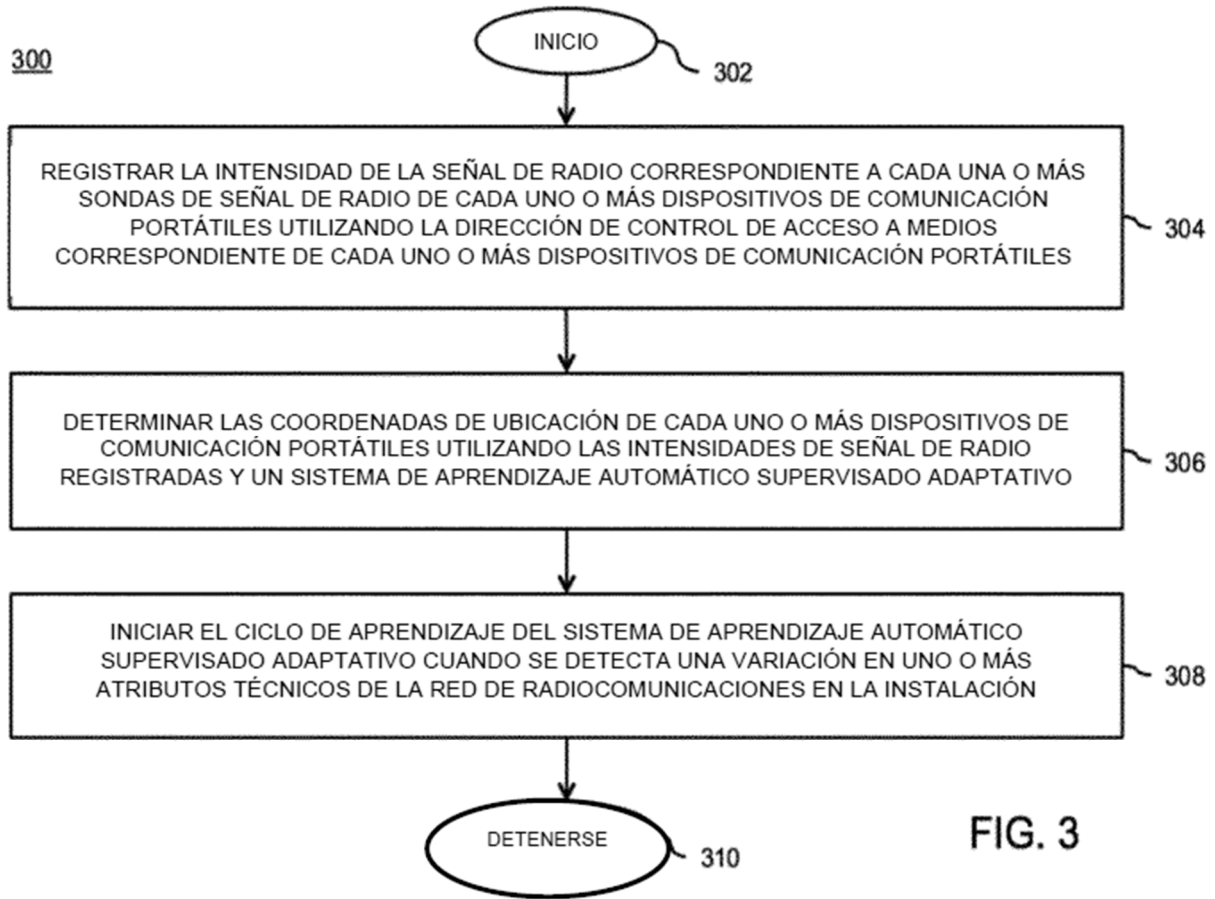 300
INICIO
302
REGISTRAR LA INTENSIDAD DE LA SEÑAL DE RADIO CORRESPONDIENTE A CADA UNA O MÁS
SONDAS DE SEÑAL DE RADIO DE CADA UNO O MÁS DISPOSITIVOS DE COMUNICACIÓN
PORTÁTILES UTILIZANDO LA DIRECCIÓN DE CONTROL DE ACCESO A MEDIOS
CORRESPONDIENTE DE CADA UNO O MÁS DISPOSITIVOS DE COMUNICACIÓN PORTÁTILES
304
DETERMINAR LAS COORDENADAS DE UBICACIÓN DE CADA UNO O MÁS DISPOSITIVOS DE
COMUNICACIÓN PORTÁTILES UTILIZANDO LAS INTENSIDADES DE SEÑAL DE RADIO
REGISTRADAS Y UN SISTEMA DE APRENDIZAJE AUTOMÁTICO SUPERVISADO ADAPTATIVO
306
INICIAR EL CICLO DE APRENDIZAJE DEL SISTEMA DE APRENDIZAJE AUTOMÁTICO
SUPERVISADO ADAPTATIVO CUANDO SE DETECTA UNA VARIACIÓN EN UNO O MÁS
ATRIBUTOS TÉCNICOS DE LA RED DE RADIOCOMUNICACIONES EN LA INSTALACIÓN
308
DETENERSE
310
FIG. 3